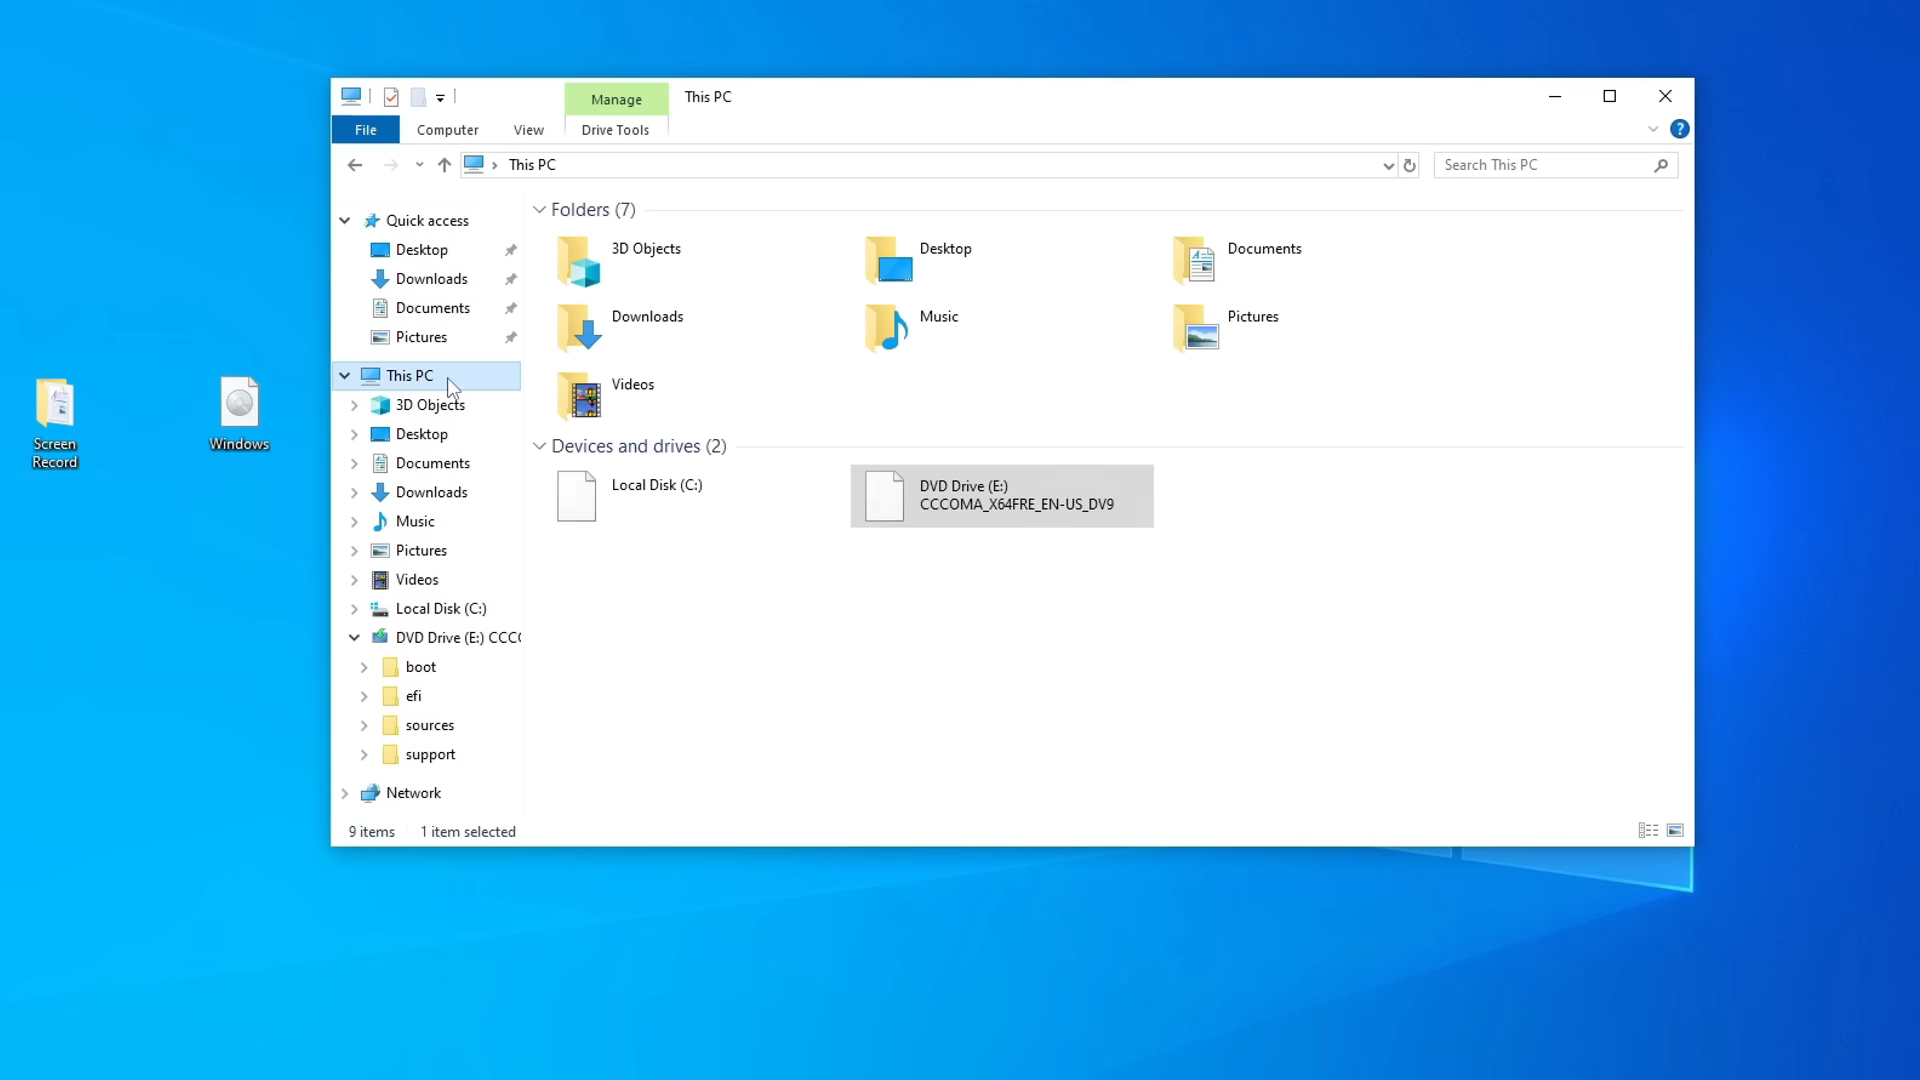 Manage
This PC
File
Computer
View
Drive Tools
This PC
Search This PC
Quick access
Desktop
Downloads
Documents
Pictures
This PC
3D Objects
Desktop
Documents
Downloads
Music
Pictures
Videos
Local Disk (C:)
DVD Drive (E:) CCC
boot
efi
sources
support
Network
Folders (7)
3D Objects
Desktop
Documents
Downloads
Music
Pictures
Videos
Devices and drives (2)
Local Disk (C:)
DVD Drive (E:)
CCCOMA_X64FRE_EN-US_DV9
9 items
1 item selected
Screen
Record
Windows